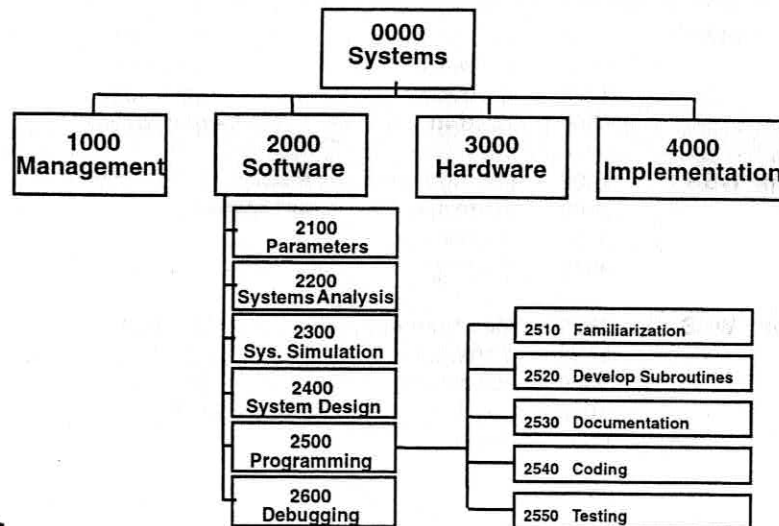 0000
Systems
1000
Management
2000
Software
3000
Hardware
4000
Implementation
2100
Parameters
2200
Systems Analysis
2300
Sys. Simulation
2400
System Design
2500
Programming
2600
Debugging
2510 Familiarization
2520 Develop Subroutines
2530 Documentation
2540 Coding
2550 Testing